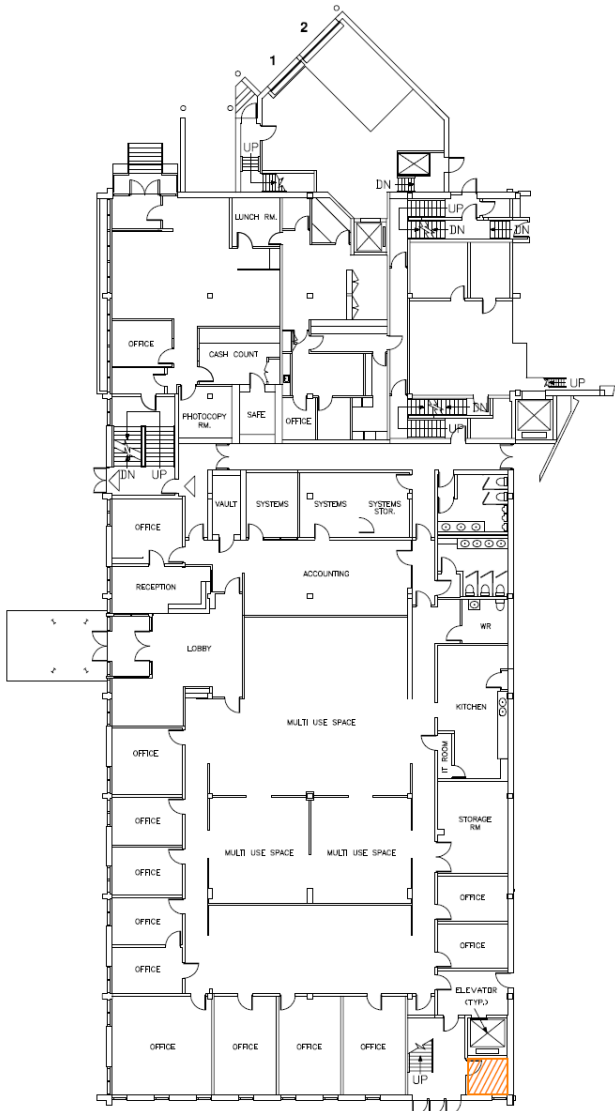 2
1
UP
DN
UP
LUNCH RM.
DN
DN
OFFICE
CASH COUNT
UP
PHOTOCOPY
RM.
SAFE
OFFICE
DN
UP
DN
UP
VAULT
SYSTEMS
SYSTEMS
SYSTEMS
STOR.
OFFICE
ACCOUNTING
RECEPTION
WR
LOBBY
KITCHEN
MULTI USE SPACE
IT ROOM
OFFICE
OFFICE
STORAGE
RM
MULTI USE SPACE
MULTI USE SPACE
OFFICE
OFFICE
OFFICE
OFFICE
OFFICE
ELEVATOR
(TYP.)
OFFICE
OFFICE
OFFICE
OFFICE
UP